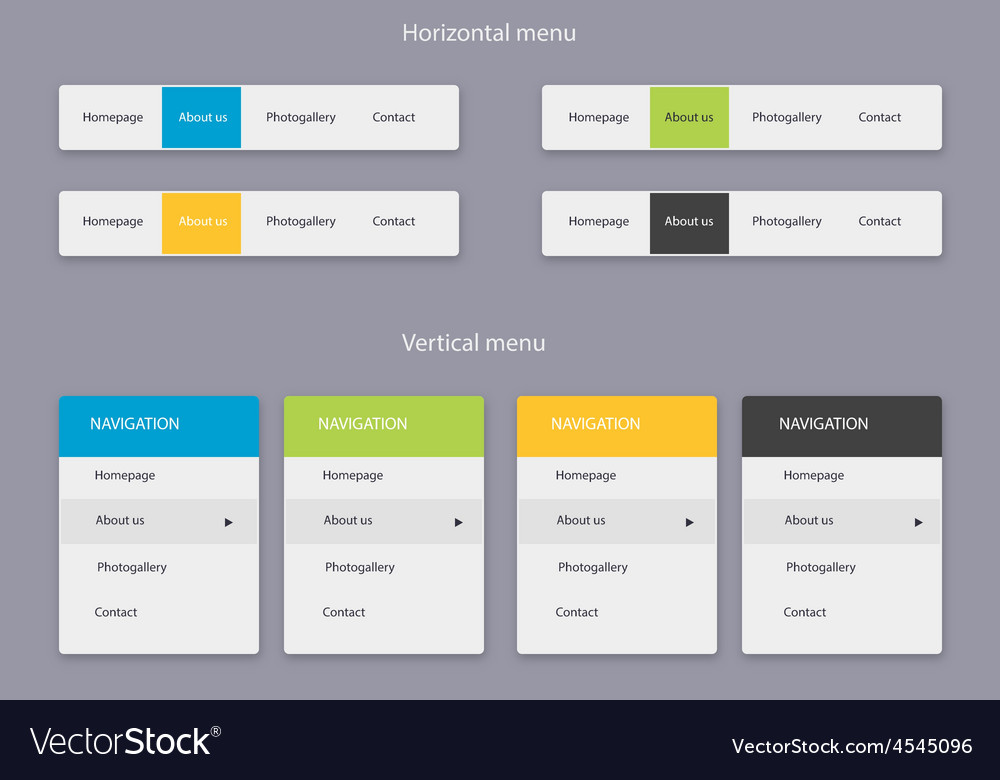 Horizontal menu
Homepage About us Photogallery Contact
Homepage About us Photogallery Contact
Homepage About us Photogallery Contact
Homepage About us Photogallery Contact
Vertical menu
NAVIGATION
Homepage
About us
Photogallery
Contact
NAVIGATION
Homepage
About us
Photogallery
Contact
NAVIGATION
Homepage
About us
Photogallery
Contact
NAVIGATION
Homepage
About us
Photogallery
Contact
VectorStock®
VectorStock.com/4545096